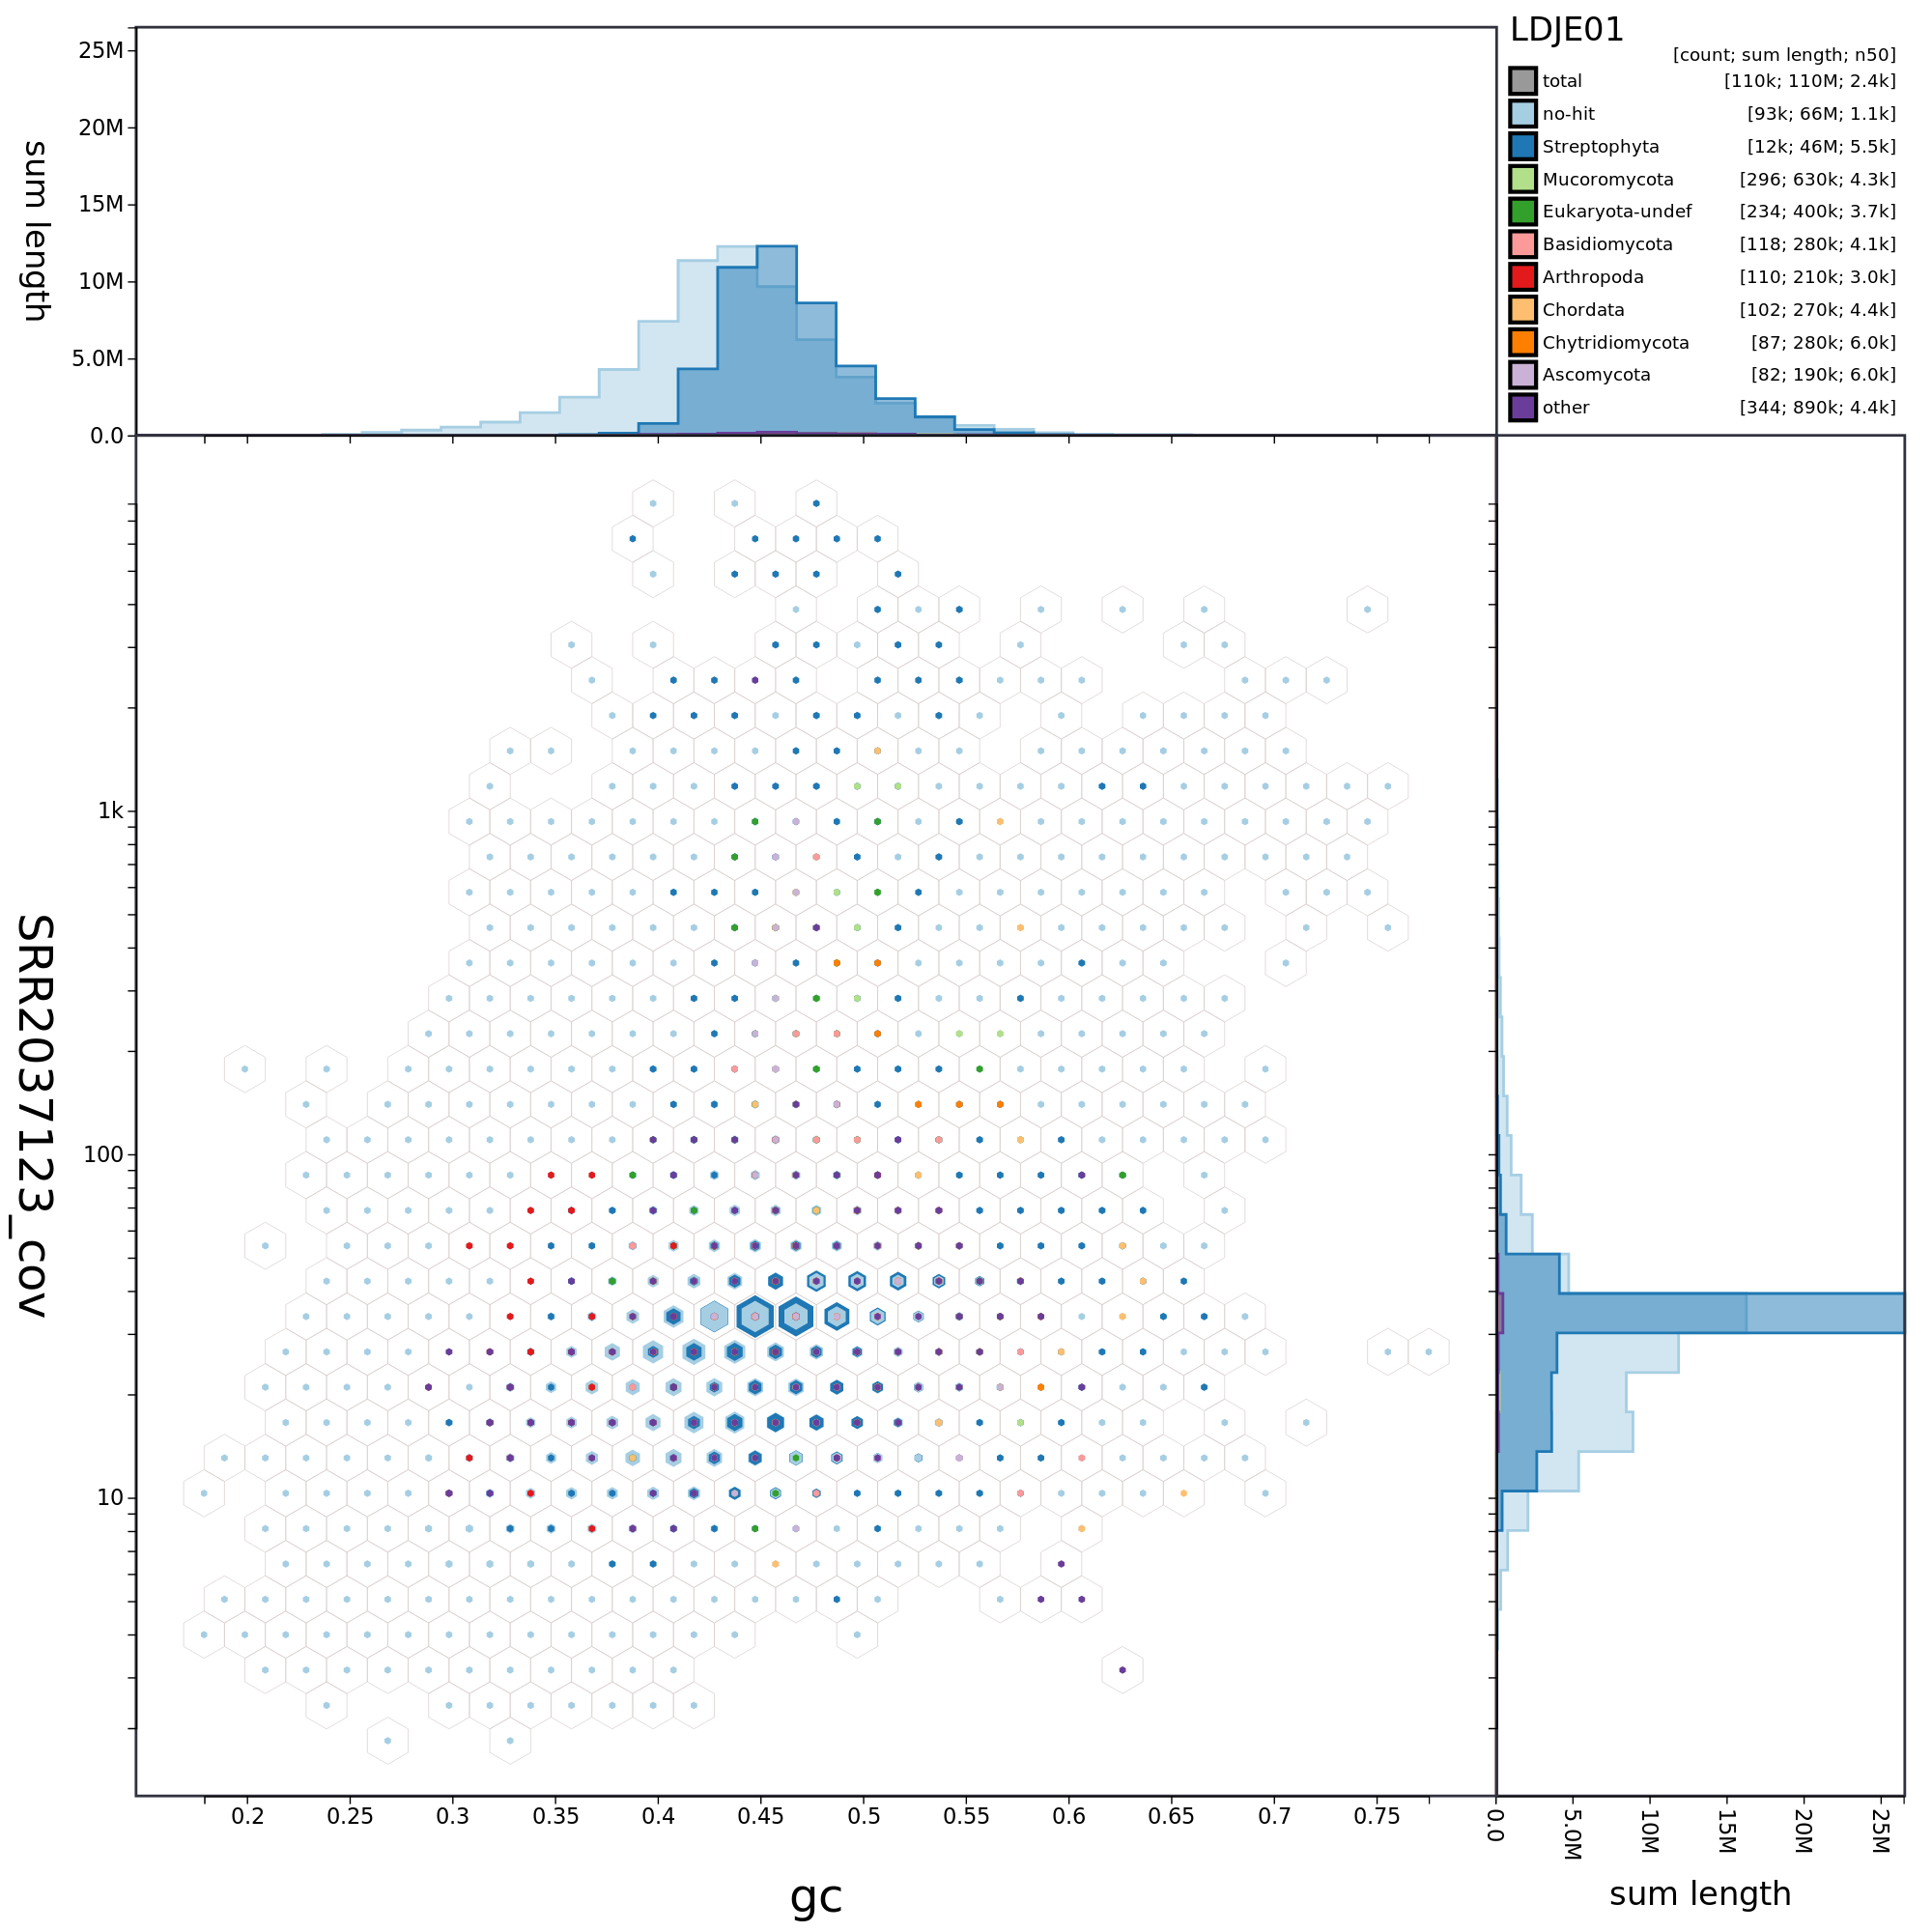 LDJE01
[count; sum length; n50]
total [110k; 110M; 2.4k]
no-hit [93k; 66M; 1.1k]
Streptophyta [12k; 46M; 5.5k]
Mucoromycota [296; 630k; 4.3k]
Eukaryota-undef [234; 400k; 3.7k]
Basidiomycota [118; 280k; 4.1k]
Arthropoda [110; 210k; 3.0k]
Chordata [102; 270k; 4.4k]
Chytridiomycota [87; 280k; 6.0k]
Ascomycota [82; 190k; 6.0k]
other [344; 890k; 4.4k]
sum length
25M
20M
15M
10M
5.0M
0.0
SRR2037123_cov
1k
100
10
0.2 0.25 0.3 0.35 0.4 0.45 0.5 0.55 0.6 0.65 0.7 0.75
gc
0.0 5.0M 10M 15M 20M 25M
sum length